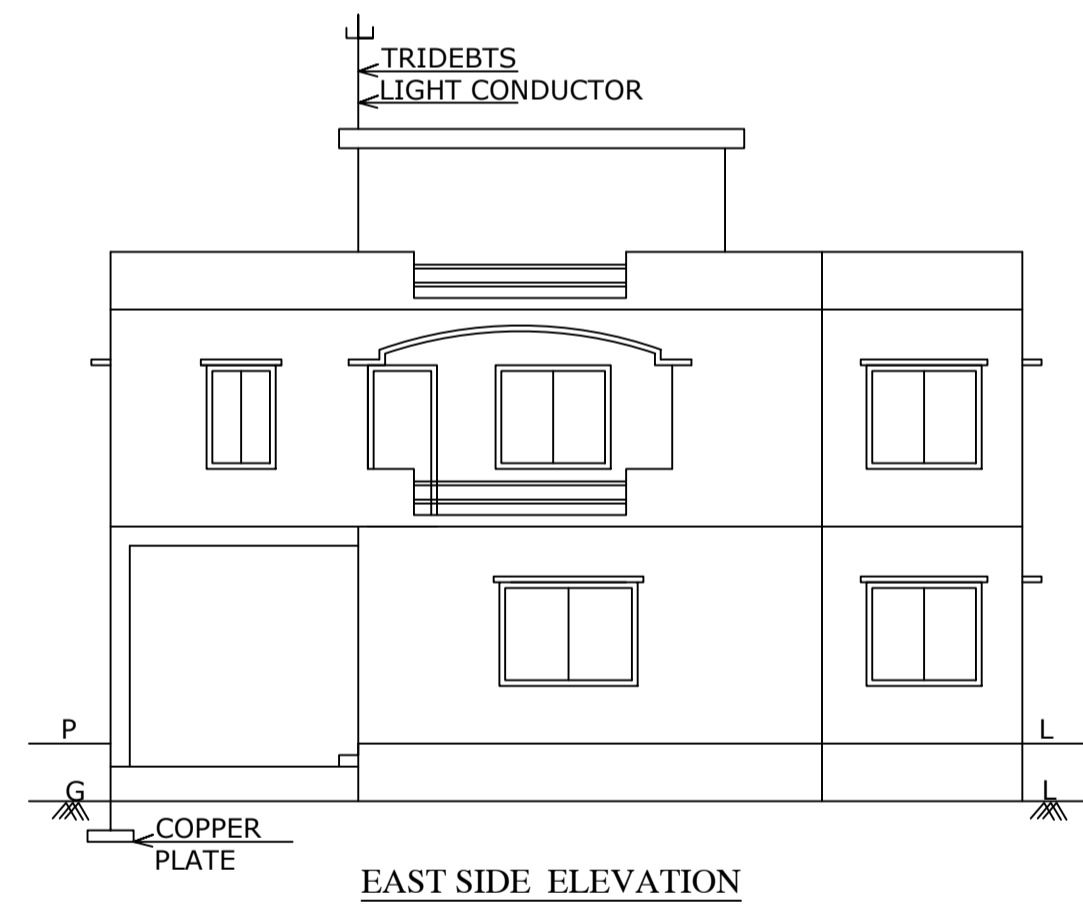 TRIDEBTS
LIGHT CONDUCTOR
P L
G L
COPPER
PLATE
EAST SIDE ELEVATION